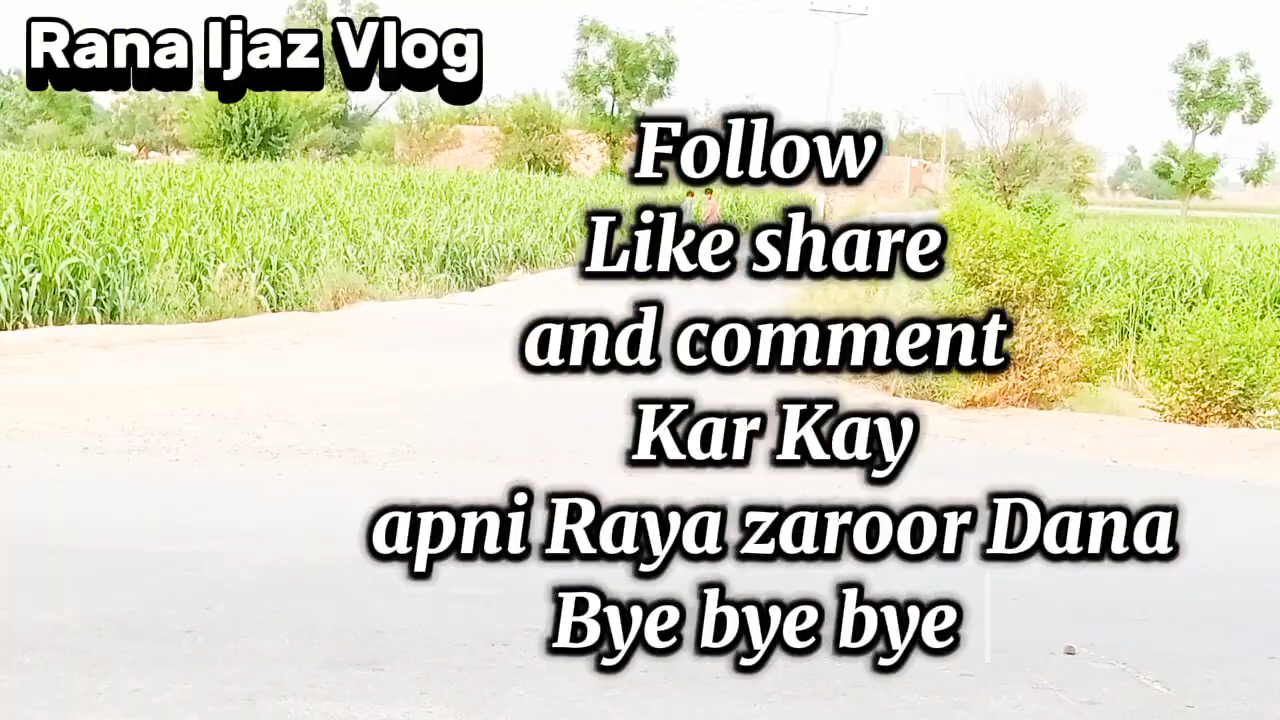 Rana Ijaz Vlog
Follow
Like share
and comment
Kar Kay
apni Raya zaroor Dana
Bye bye bye